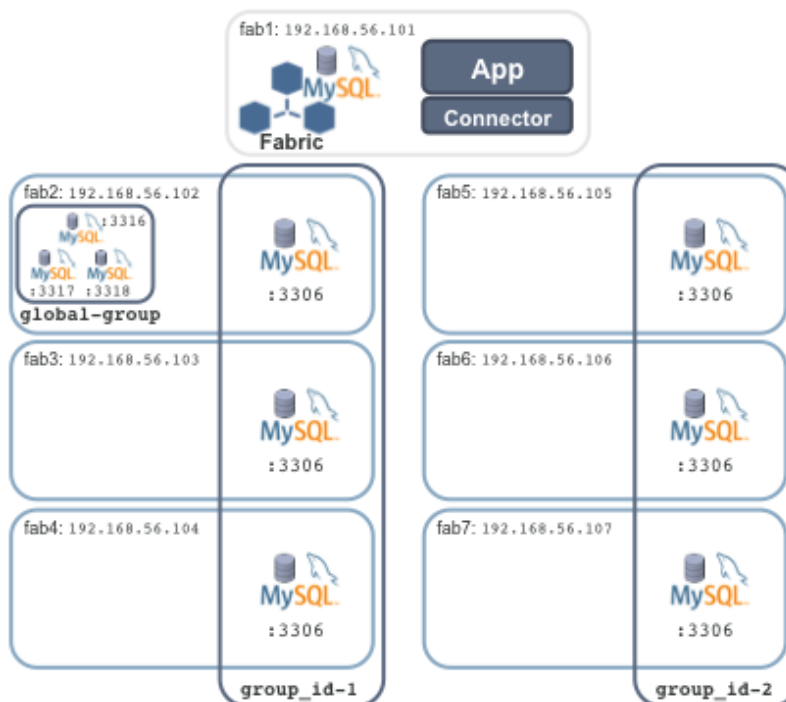 fab1: 192.168.56.101
MySQL
App
Connector
Fabric
fab2: 192.168.56.102
:3316
MySQL
MySQL MySQL
:3317 :3318
global-group
MySQL
:3306
fab3: 192.168.56.103
MySQL
:3306
fab4: 192.168.56.104
MySQL
:3306
group_id-1
fab5: 192.168.56.105
MySQL
:3306
fab6: 192.168.56.106
MySQL
:3306
fab7: 192.168.56.107
MySQL
:3306
group_id-2